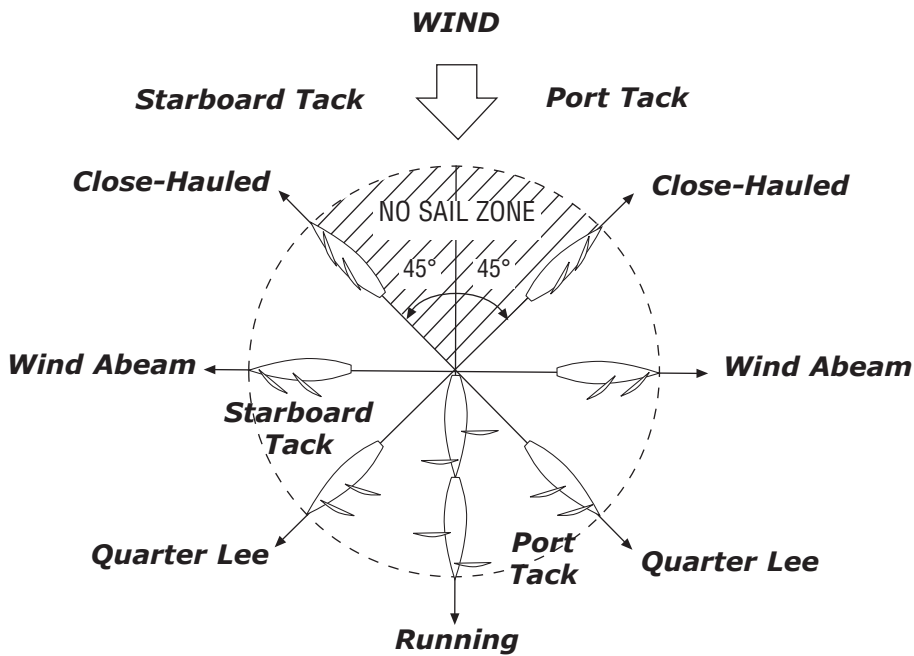 WIND
Starboard Tack
Port Tack
Close-Hauled
Close-Hauled
NO SAIL ZONE
45°
45°
Wind Abeam
Wind Abeam
Starboard
Tack
Quarter Lee
Port
Tack
Quarter Lee
Running